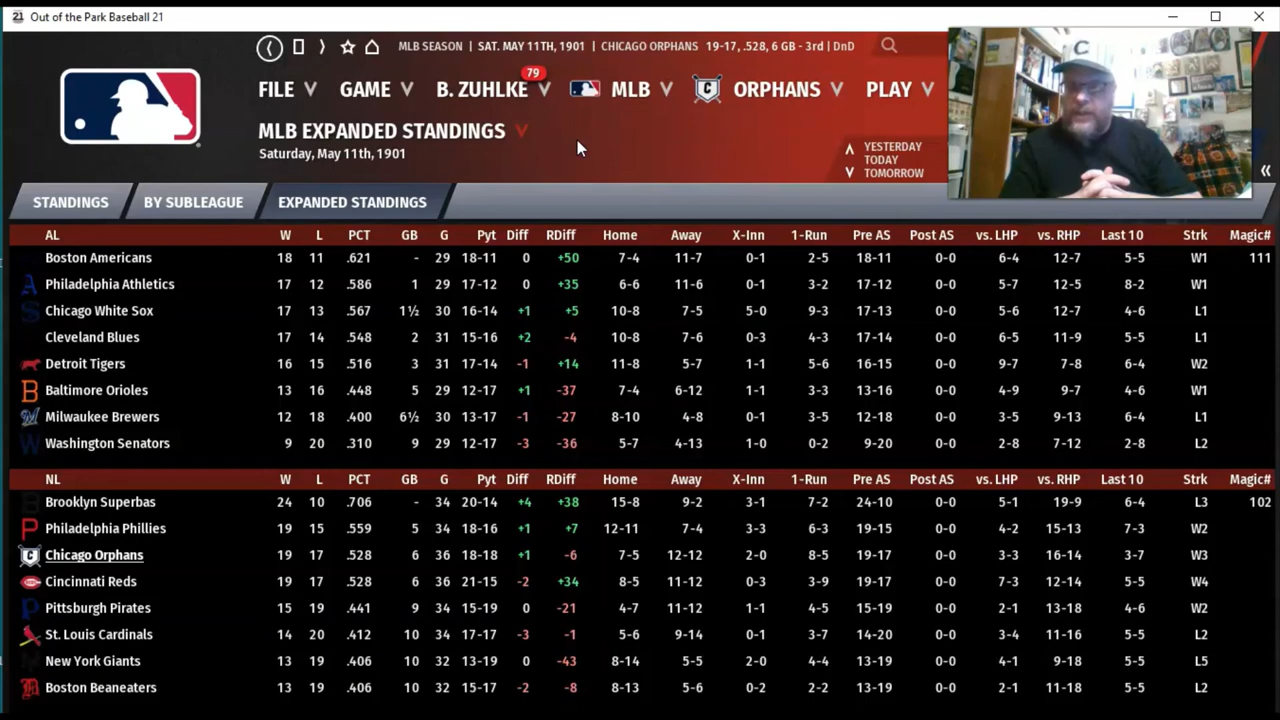 21 Out of the Park Baseball 21
MLB SEASON | SAT. MAY 11TH, 1901 | CHICAGO ORPHANS 19-17, .528, 6 GB - 3rd | DnD
79
FILE GAME B. ZUHLKE MLB ORPHANS PLAY
MLB EXPANDED STANDINGS
Saturday, May 11th, 1901
YESTERDAY
TODAY
TOMORROW
STANDINGS BY SUBLEAGUE EXPANDED STANDINGS
AL W L PCT GB G Pyt Diff RDiff Home Away X-Inn 1-Run Pre AS Post AS vs. LHP vs. RHP Last 10 Strk Magic#
Boston Americans 18 11 .621 - 29 18-11 0 +50 7-4 11-7 0-1 2-5 18-11 0-0 6-4 12-7 5-5 W1 111
Philadelphia Athletics 17 12 .586 1 29 17-12 0 +35 6-6 11-6 0-1 3-2 17-12 0-0 5-7 12-5 8-2 W1
Chicago White Sox 17 13 .567 1½ 30 16-14 +1 +5 10-8 7-5 5-0 9-3 17-13 0-0 5-6 12-7 4-6 L1
Cleveland Blues 17 14 .548 2 31 15-16 +2 -4 10-8 7-6 0-3 4-3 17-14 0-0 6-5 11-9 5-5 L1
Detroit Tigers 16 15 .516 3 31 17-14 -1 +14 11-8 5-7 1-1 5-6 16-15 0-0 9-7 7-8 6-4 W2
Baltimore Orioles 13 16 .448 5 29 12-17 +1 -37 7-4 6-12 1-1 3-3 13-16 0-0 4-9 9-7 4-6 W1
Milwaukee Brewers 12 18 .400 6½ 30 13-17 -1 -27 8-10 4-8 0-1 3-5 12-18 0-0 3-5 9-13 6-4 L1
Washington Senators 9 20 .310 9 29 12-17 -3 -36 5-7 4-13 1-0 0-2 9-20 0-0 2-8 7-12 2-8 L2
NL W L PCT GB G Pyt Diff RDiff Home Away X-Inn 1-Run Pre AS Post AS vs. LHP vs. RHP Last 10 Strk Magic#
Brooklyn Superbas 24 10 .706 - 34 20-14 +4 +38 15-8 9-2 3-1 7-2 24-10 0-0 5-1 19-9 6-4 L3 102
Philadelphia Phillies 19 15 .559 5 34 18-16 +1 +7 12-11 7-4 3-3 6-3 19-15 0-0 4-2 15-13 7-3 W2
Chicago Orphans 19 17 .528 6 36 18-18 +1 -6 7-5 12-12 2-0 8-5 19-17 0-0 3-3 16-14 3-7 W3
Cincinnati Reds 19 17 .528 6 36 21-15 -2 +34 8-5 11-12 0-3 3-9 19-17 0-0 7-3 12-14 5-5 W4
Pittsburgh Pirates 15 19 .441 9 34 15-19 0 -21 4-7 11-12 1-1 4-5 15-19 0-0 2-1 13-18 4-6 W2
St. Louis Cardinals 14 20 .412 10 34 17-17 -3 -1 5-6 9-14 0-1 3-7 14-20 0-0 3-4 11-16 5-5 L2
New York Giants 13 19 .406 10 32 13-19 0 -43 8-14 5-5 2-0 4-4 13-19 0-0 4-1 9-18 5-5 L5
Boston Beaneaters 13 19 .406 10 32 15-17 -2 -8 8-13 5-6 0-2 2-2 13-19 0-0 2-1 11-18 5-5 L2